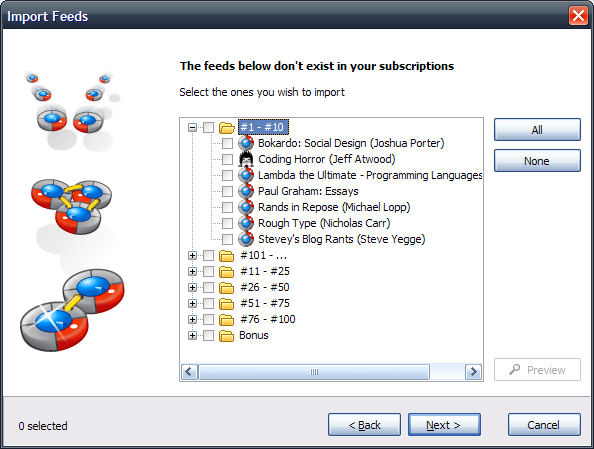 Import Feeds
The feeds below don't exist in your subscriptions
Select the ones you wish to import
#1 - #10
Bokardo: Social Design (Joshua Porter)
Coding Horror (Jeff Atwood)
Lambda the Ultimate - Programming Languages
Paul Graham: Essays
Rands in Repose (Michael Lopp)
Rough Type (Nicholas Carr)
Stevey's Blog Rants (Steve Yegge)
#101 - ...
#11 - #25
#26 - #50
#51 - #75
#76 - #100
Bonus
All
None
Preview
0 selected
< Back
Next >
Cancel